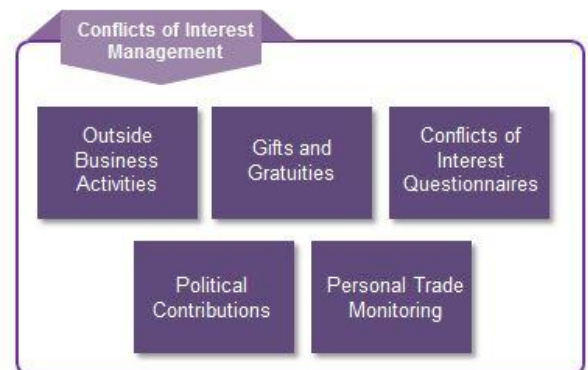 Conflicts of Interest
Management
Outside
Business
Activities
Gifts and
Gratuities
Conflicts of
Interest
Questionnaires
Political
Contributions
Personal Trade
Monitoring